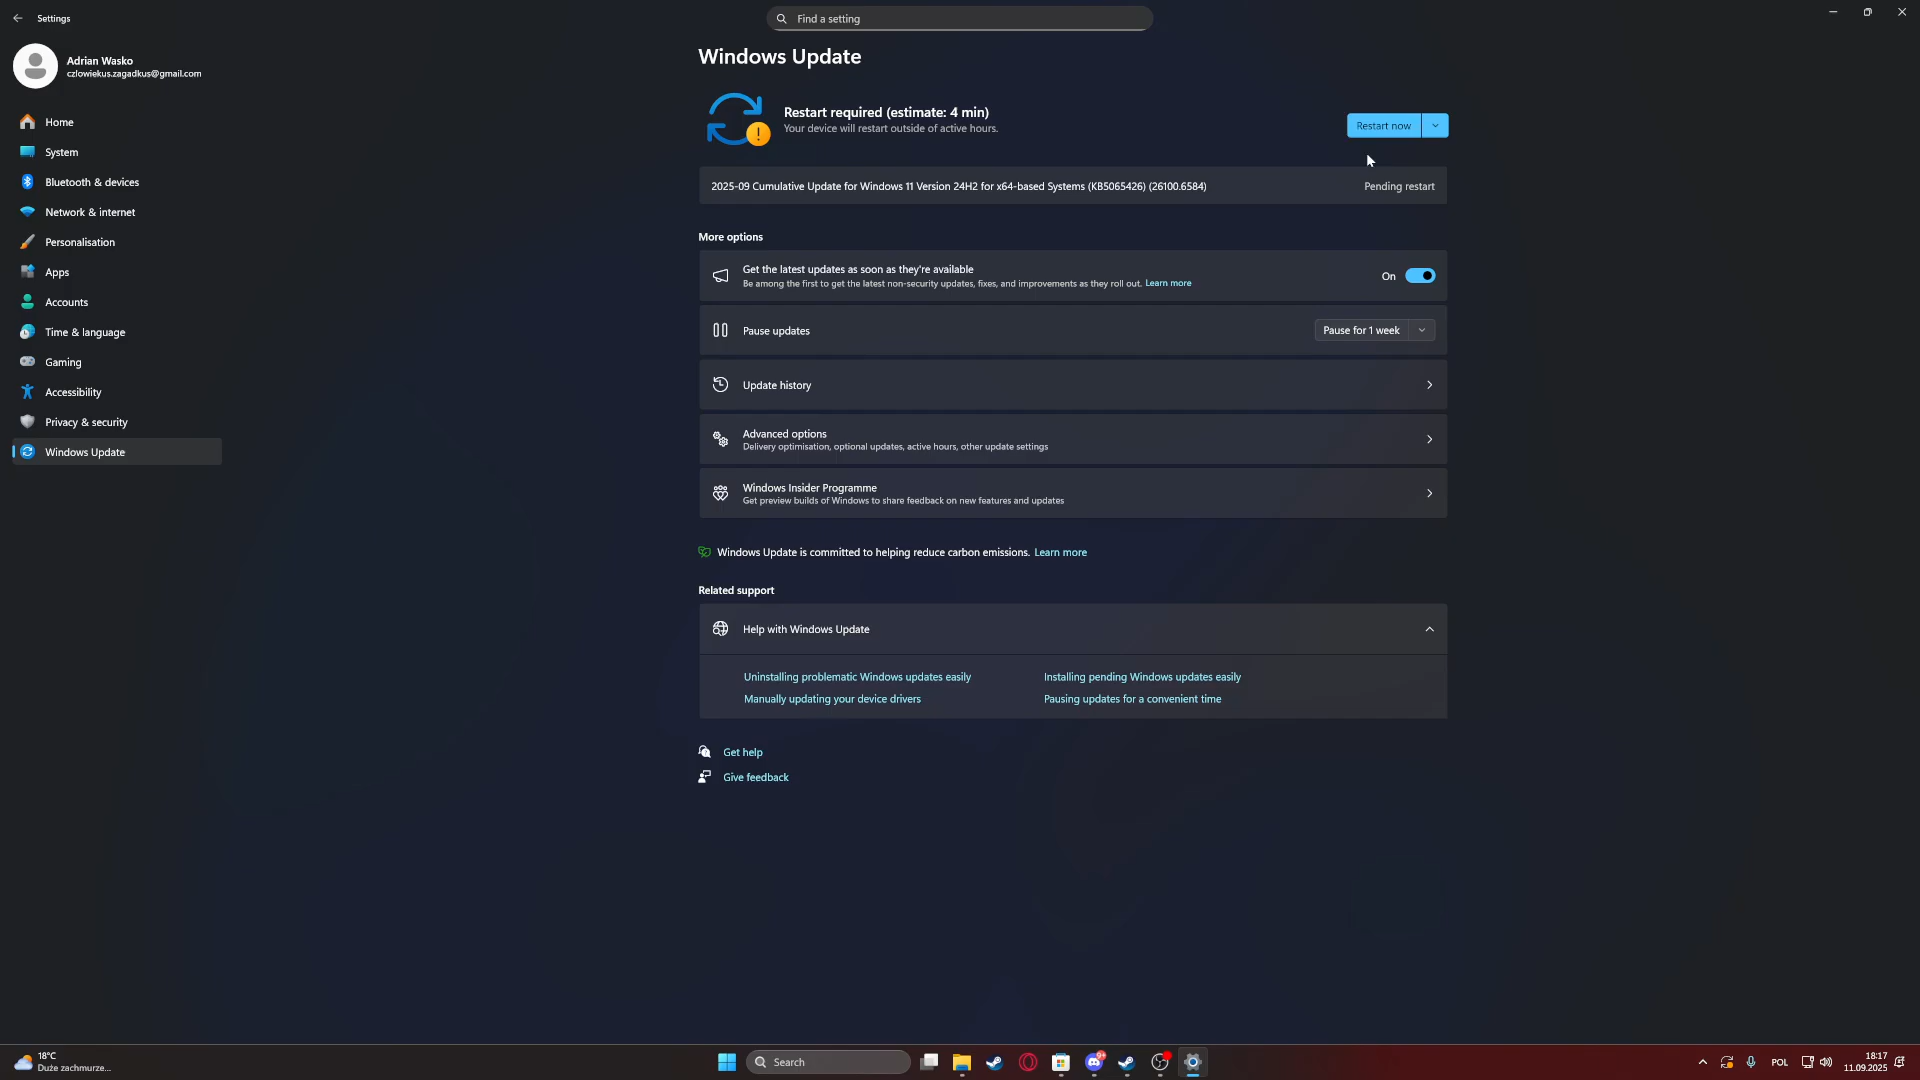 Settings
Find a setting
Adrian Wasko
czlowiekus.zagadkus@gmail.com
Home
System
Bluetooth & devices
Network & internet
Personalisation
Apps
Accounts
Time & language
Gaming
Accessibility
Privacy & security
Windows Update
Windows Update
Restart required (estimate: 4 min)
Your device will restart outside of active hours.
Restart now
2025-09 Cumulative Update for Windows 11 Version 24H2 for x64-based Systems (KB5065426) (26100.6584)
Pending restart
More options
Get the latest updates as soon as they're available
Be among the first to get the latest non-security updates, fixes, and improvements as they roll out. Learn more
On
Pause updates
Pause for 1 week
Update history
Advanced options
Delivery optimisation, optional updates, active hours, other update settings
Windows Insider Programme
Get preview builds of Windows to share feedback on new features and updates
Windows Update is committed to helping reduce carbon emissions. Learn more
Related support
Help with Windows Update
Uninstalling problematic Windows updates easily
Installing pending Windows updates easily
Manually updating your device drivers
Pausing updates for a convenient time
Get help
Give feedback
18°C
Duże zachmurze...
Search
POL
18:17
11.09.2025